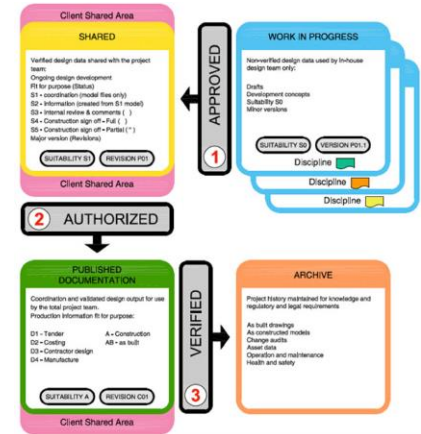 Client Shared Area
SHARED
Verified design data shared with the project
team:
Ongoing design development
Fit for purpose (Status)
S1 - coordination (model files only)
S2 - Information (created from S1 model)
S3 - Internal review & comments ( )
S4 - Construction sign off - Full ( )
S5 - Construction sign off - Partial (*)
Major version (Revisions)
SUITABILITY S1
REVISION P01
Client Shared Area
APPROVED
1
WORK IN PROGRESS
Non-verified design data used by in-house
design team only:
Drafts
Development concepts
Suitability S0
Minor versions
SUITABILITY S0
VERSION P01.1
Discipline
Discipline
Discipline
2 AUTHORIZED
PUBLISHED
DOCUMENTATION
Coordination and validated design output for use
by the total project team.
Production information fit for purpose:
D1 - Tender
A - Construction
D2 - Costing
AB - as built
D3 - Contractor design
D4 - Manufacture
SUITABILITY A
REVISION C01
Client Shared Area
VERIFIED
3
ARCHIVE
Project history maintained for knowledge and
regulatory and legal requirements
As built drawings
As constructed models
Change audits
Asset data
Operation and maintenance
Health and safety